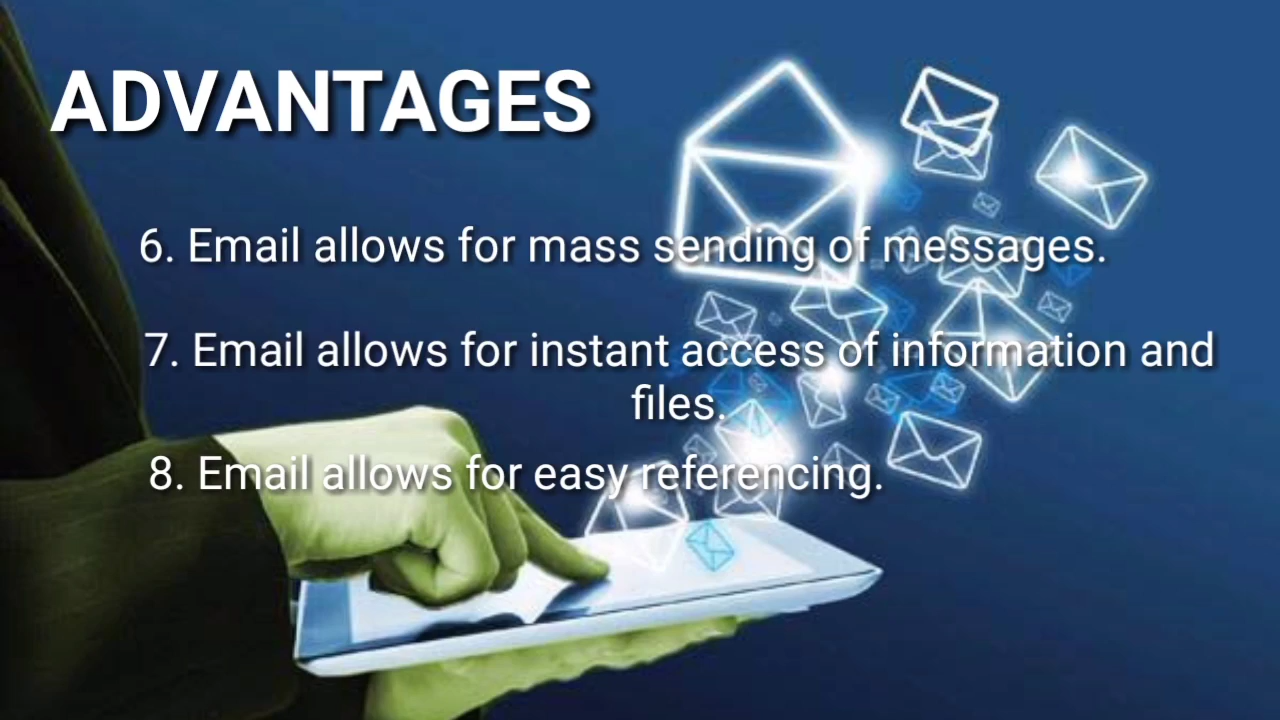 ADVANTAGES
6. Email allows for mass sending of messages.
7. Email allows for instant access of information and
files.
8. Email allows for easy referencing.